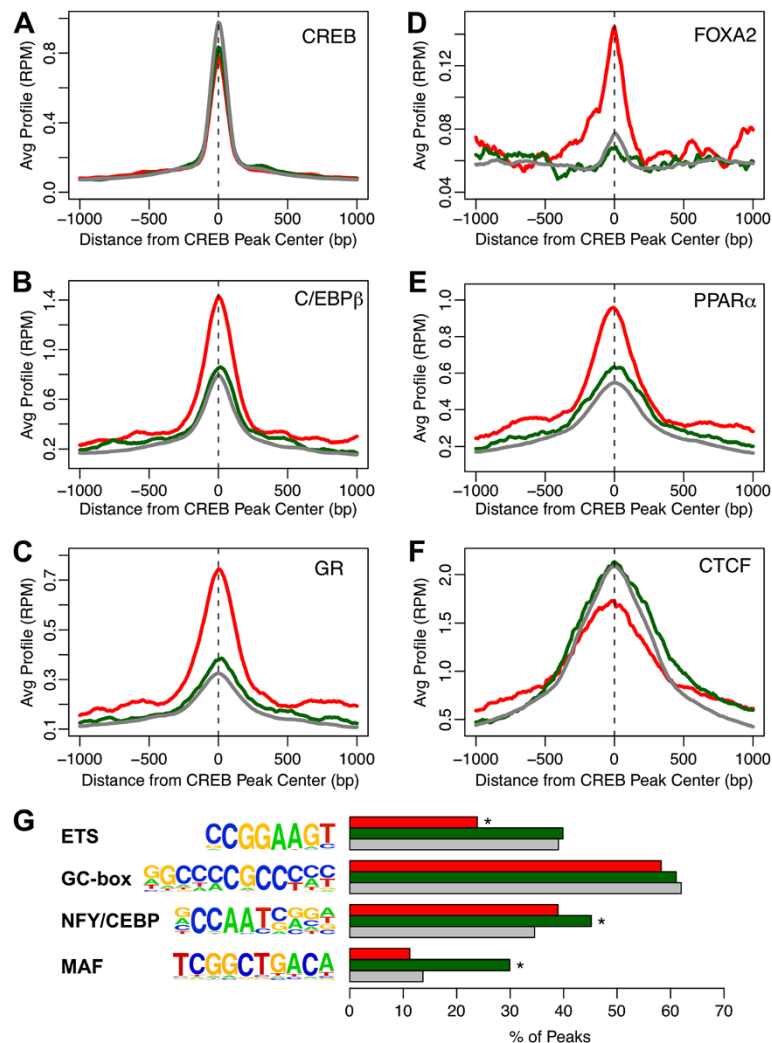 A
CREB
Avg Profile (RPM)
0.0 0.4 0.8
−1000 −500 0 500 1000
Distance from CREB Peak Center (bp)
D
FOXA2
Avg Profile (RPM)
0.04 0.08 0.12
−1000 −500 0 500 1000
Distance from CREB Peak Center (bp)
B
C/EBPβ
Avg Profile (RPM)
0.2 0.6 1.0 1.4
−1000 −500 0 500 1000
Distance from CREB Peak Center (bp)
E
PPARα
Avg Profile (RPM)
0.2 0.4 0.6 0.8 1.0
−1000 −500 0 500 1000
Distance from CREB Peak Center (bp)
C
GR
Avg Profile (RPM)
0.1 0.3 0.5 0.7
−1000 −500 0 500 1000
Distance from CREB Peak Center (bp)
F
CTCF
Avg Profile (RPM)
0.5 1.0 1.5 2.0
−1000 −500 0 500 1000
Distance from CREB Peak Center (bp)
G
ETS CCGGAAGT *
GC-box GGCCCCGCCCCC
NFY/CEBP GCCAATCGGA *
MAF TCGGCTGACA *
0 10 20 30 40 50 60 70
% of Peaks